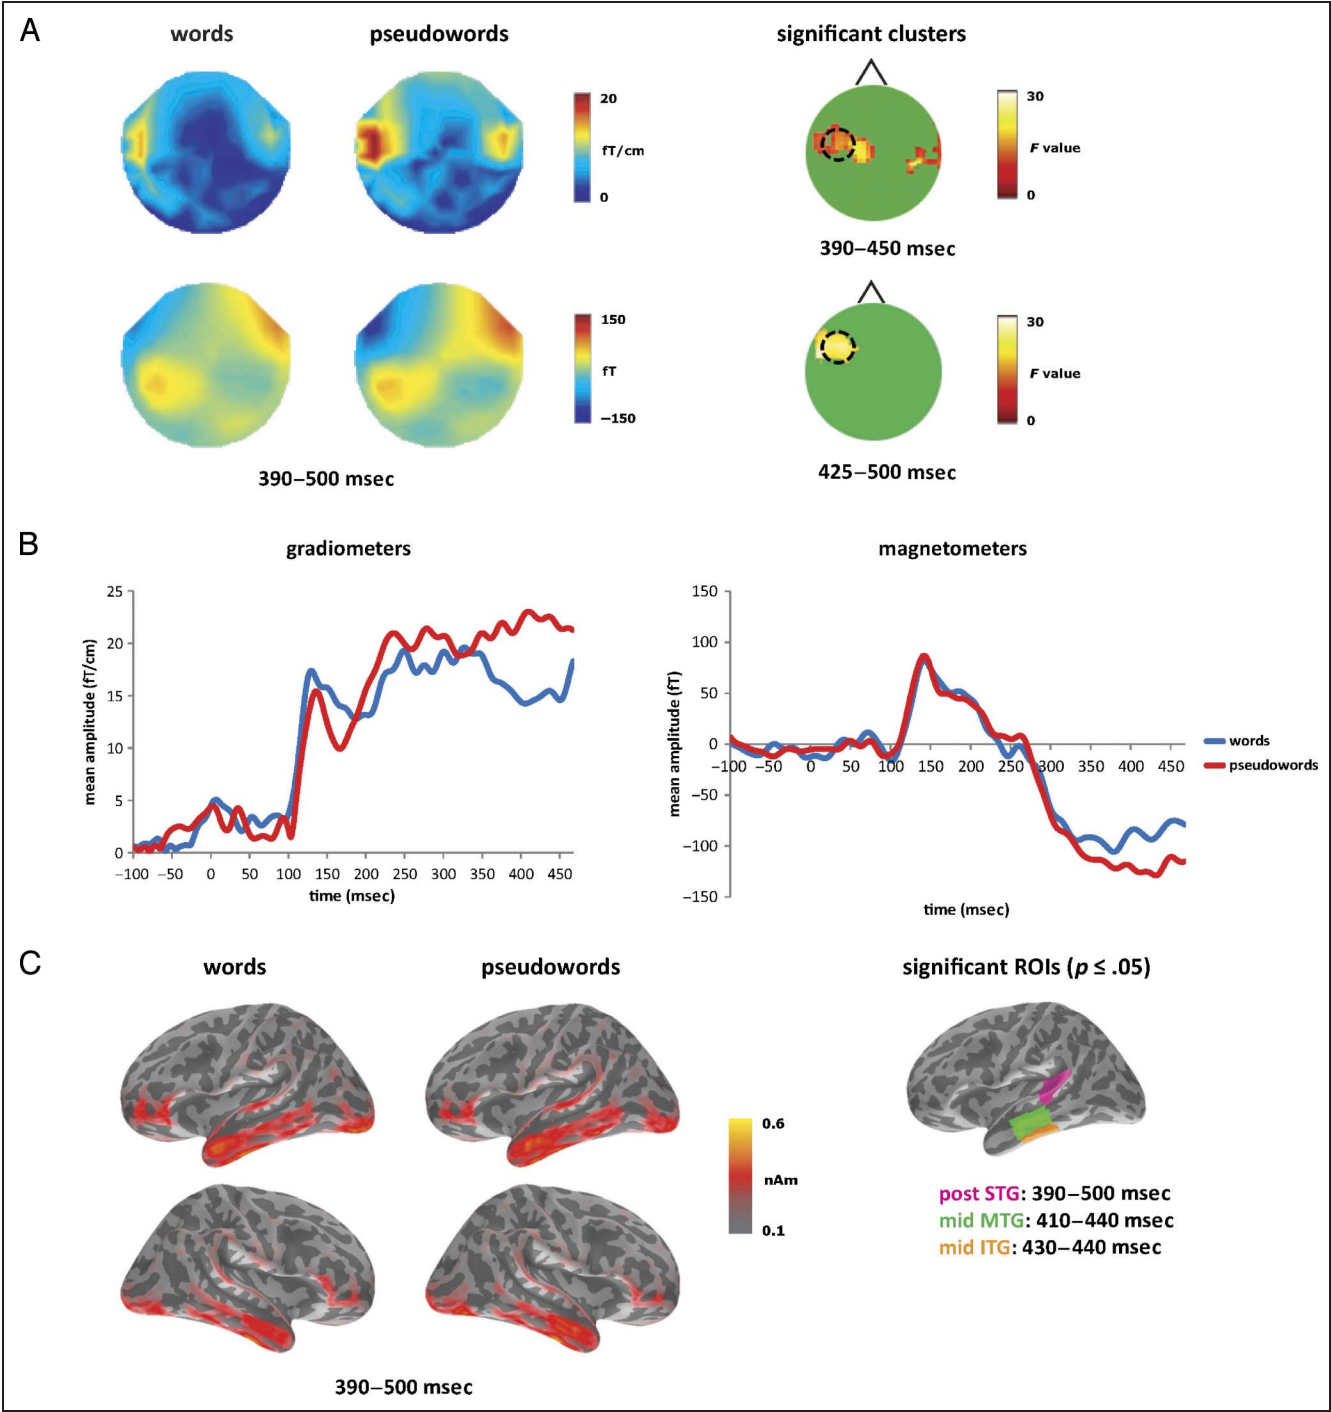 A
words
pseudowords
significant clusters
20
fT/cm
0
30
F value
0
390–450 msec
150
fT
−150
30
F value
0
390–500 msec
425–500 msec
B
gradiometers
magnetometers
mean amplitude (fT/cm)
25
20
15
10
5
0
−100 −50 0 50 100 150 200 250 300 350 400 450
time (msec)
mean amplitude (fT)
150
100
50
0
−50
−100
−150
−100 −50 0 50 100 150 200 250 300 350 400 450
time (msec)
words
pseudowords
C
words
pseudowords
significant ROIs (p ≤ .05)
0.6
nAm
0.1
post STG: 390–500 msec
mid MTG: 410–440 msec
mid ITG: 430–440 msec
390–500 msec